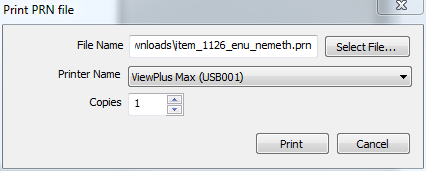 Print PRN file
File Name wnloads\item_1126_enu_nemeth.prn Select File...
Printer Name ViewPlus Max (USB001)
Copies 1
Print Cancel